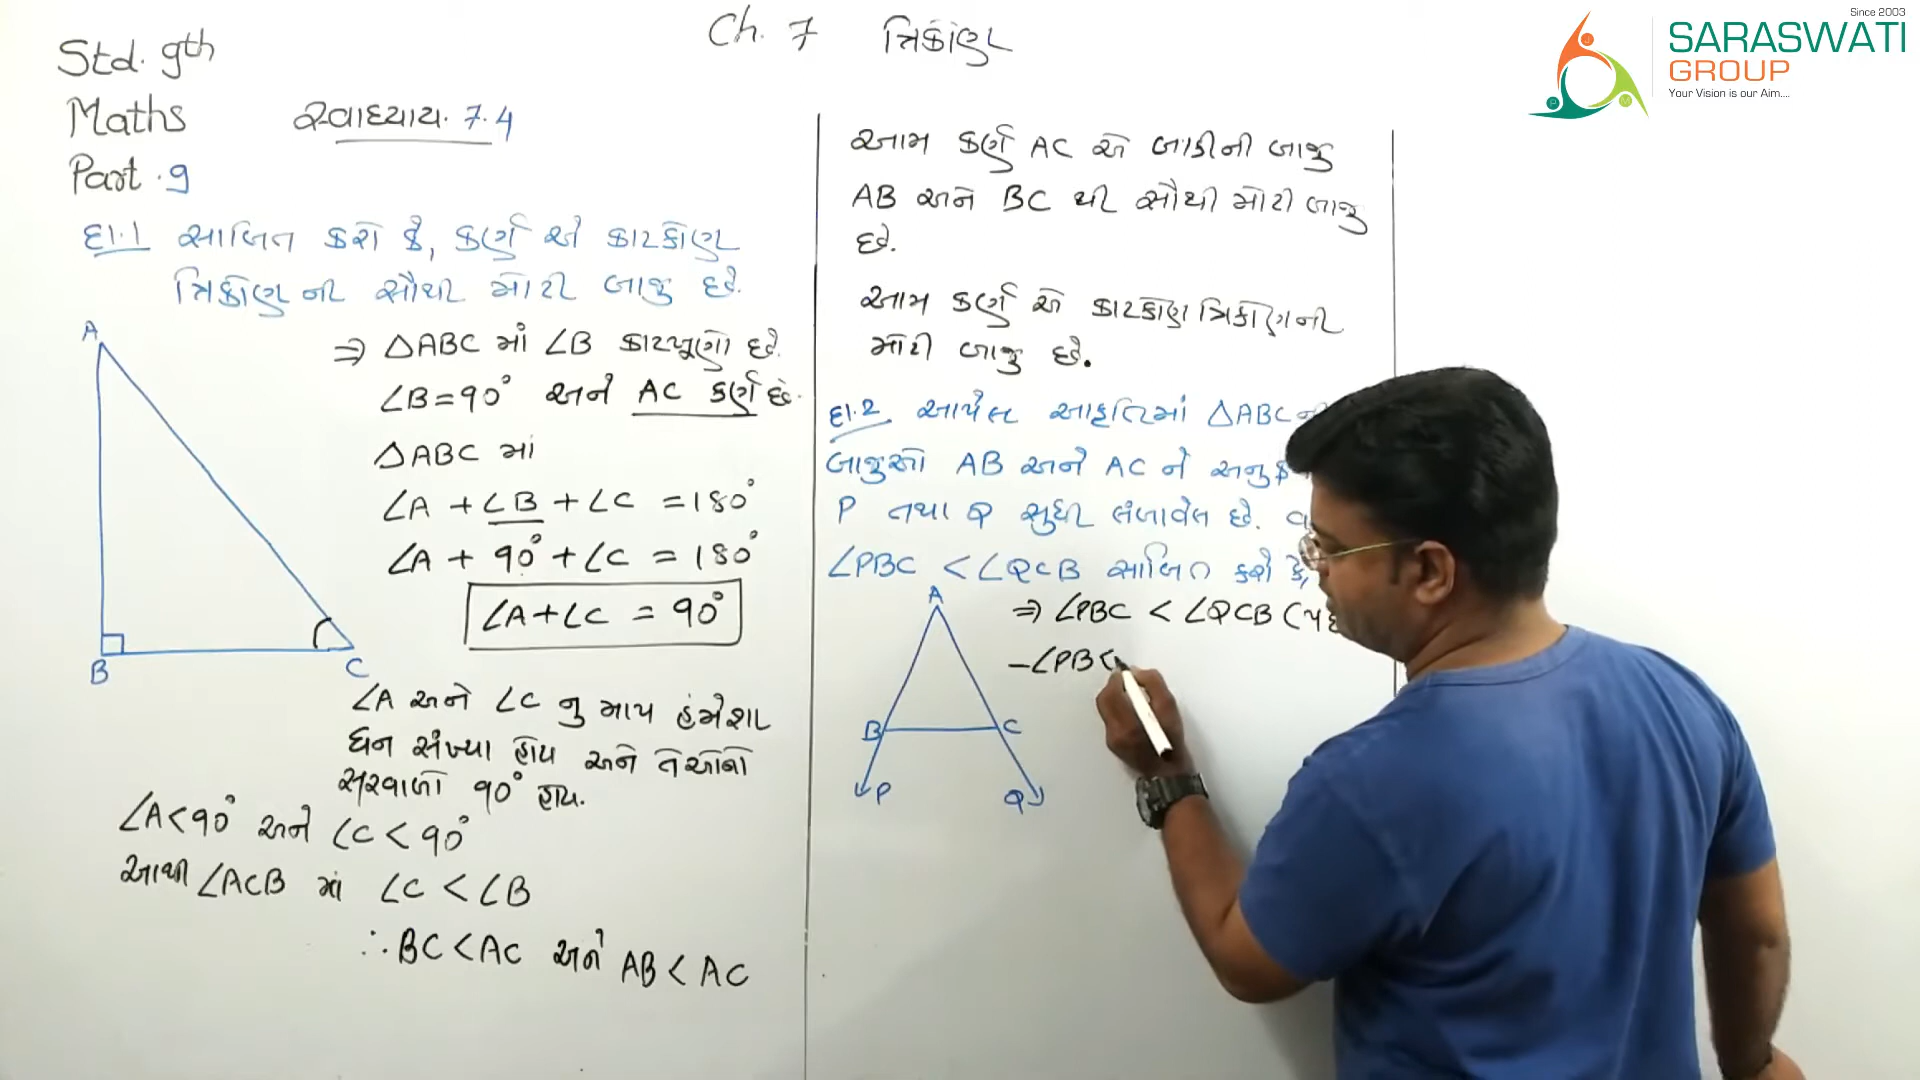 Ch. 7 ત્રિકોણ
Std. 9th
Maths સ્વાધ્યાય. 7.4
Part. 9
દા.1 સાબિત કરો કે, કર્ણ એ કાટકોણ
ત્રિકોણ ની સૌથી મોટી બાજુ છે.
A
B
C
⇒ △ABC માં ∠B કાટખૂણો છે.
∠B = 90° અને AC કર્ણ છે.
△ABC માં
∠A + ∠B + ∠C = 180°
∠A + 90° + ∠C = 180°
∠A + ∠C = 90°
∠A અને ∠C નુ માપ હંમેશા
ધન સંખ્યા હોય અને તેઓનો
સરવાળો 90° હોય.
∠A < 90° અને ∠C < 90°
આથી ∠ACB માં ∠C < ∠B
∴ BC < AC અને AB < AC
આમ કર્ણ AC એ બાકીની બાજુ
AB અને BC થી સૌથી મોટી બાજુ
છે.
આમ કર્ણ એ કાટકોણ ત્રિકોણની
મોટી બાજુ છે.
દા.2 આપેલ આકૃતિમાં △ABC ની
બાજુઓ AB અને AC ને
P તથા Q સુધી લંબાવેલ છે.
∠PBC < ∠QCB સાબિત કરો કે,
A
B
C
P
Q
⇒ ∠PBC < ∠QCB
-∠PB
Since 2003
SARASWATI
GROUP
Your Vision is our Aim....